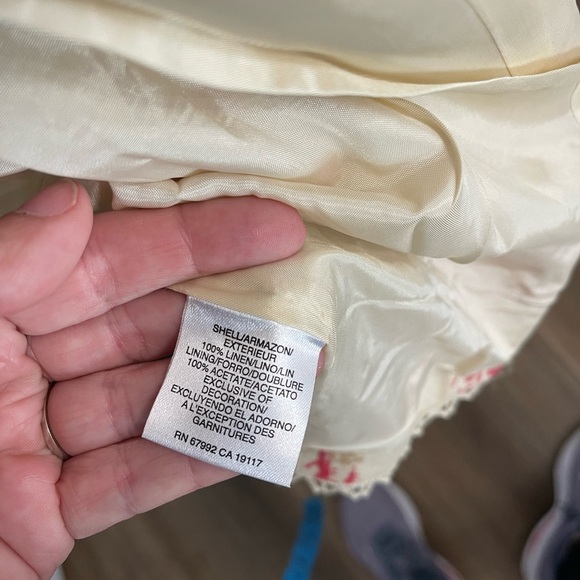 SHELL/ARMAZON/
EXTERIEUR
100% LINEN/LINO/LIN
LINING/FORRO/DOUBLURE
100% ACETATE/ACETATO
EXCLUSIVE OF
DECORATION/
EXCLUYENDO EL ADORNO/
À L'EXCEPTION DES
GARNITURES
RN 67992 CA 19117